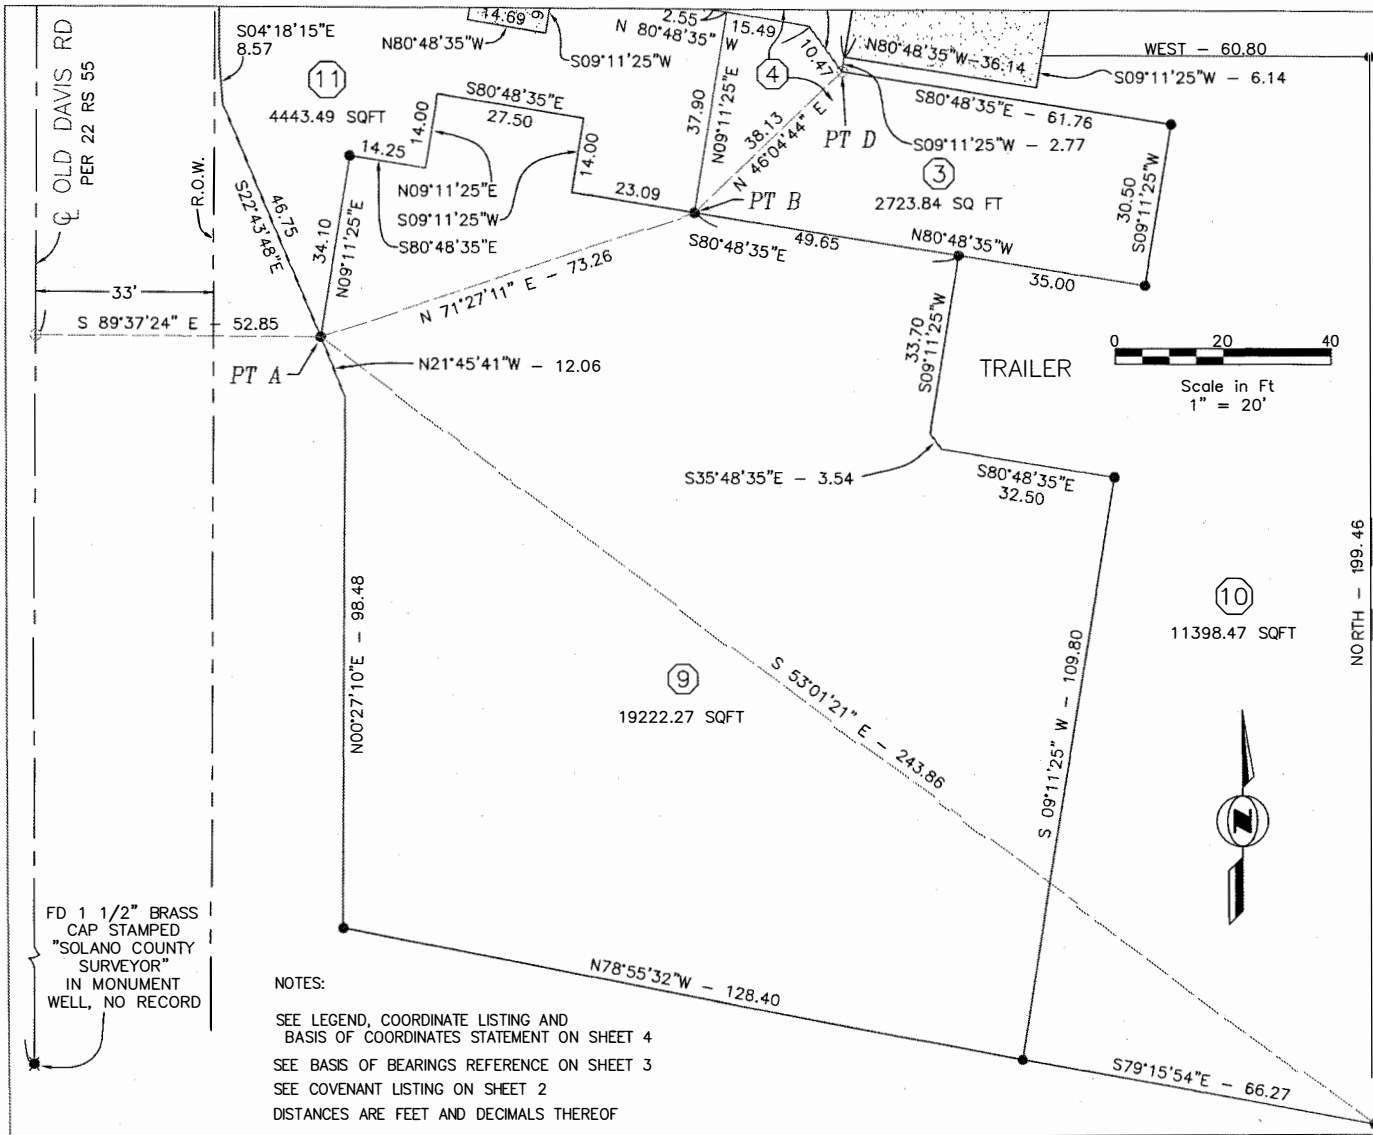 ℄ OLD DAVIS RD
PER 22 RS 55
R.O.W.
S04°18'15"E
8.57
11
4443.49 SQFT
14.69
N80°48'35"W
S09°11'25"W
2.55
N 80°48'35" W
15.49
10.47
4
N80°48'35"W-36.14
WEST - 60.80
S09°11'25"W - 6.14
S80°48'35"E
27.50
14.00
14.25
14.00
N09°11'25"E
S09°11'25"W
S80°48'35"E
23.09
37.90
N09°11'25"E
38.13
N 46°04'44" E
PT D
S80°48'35"E - 61.76
S09°11'25"W - 2.77
3
2723.84 SQ FT
30.50
S09°11'25"W
PT B
S80°48'35"E
49.65
N80°48'35"W
35.00
46.75
S22°43'48"E
34.10
N09°11'25"E
N 71°27'11" E - 73.26
33'
S 89°37'24" E - 52.85
PT A
N21°45'41"W - 12.06
33.70
S09°11'25"W
TRAILER
0 20 40
Scale in Ft
1" = 20'
S35°48'35"E - 3.54
S80°48'35"E
32.50
NORTH - 199.46
10
11398.47 SQFT
N00°27'10"E - 98.48
9
19222.27 SQFT
S 53°01'21" E - 243.86
S 09°11'25" W - 109.80
N
FD 1 1/2" BRASS
CAP STAMPED
"SOLANO COUNTY
SURVEYOR"
IN MONUMENT
WELL, NO RECORD
N78°55'32"W - 128.40
S79°15'54"E - 66.27
NOTES:
SEE LEGEND, COORDINATE LISTING AND
BASIS OF COORDINATES STATEMENT ON SHEET 4
SEE BASIS OF BEARINGS REFERENCE ON SHEET 3
SEE COVENANT LISTING ON SHEET 2
DISTANCES ARE FEET AND DECIMALS THEREOF